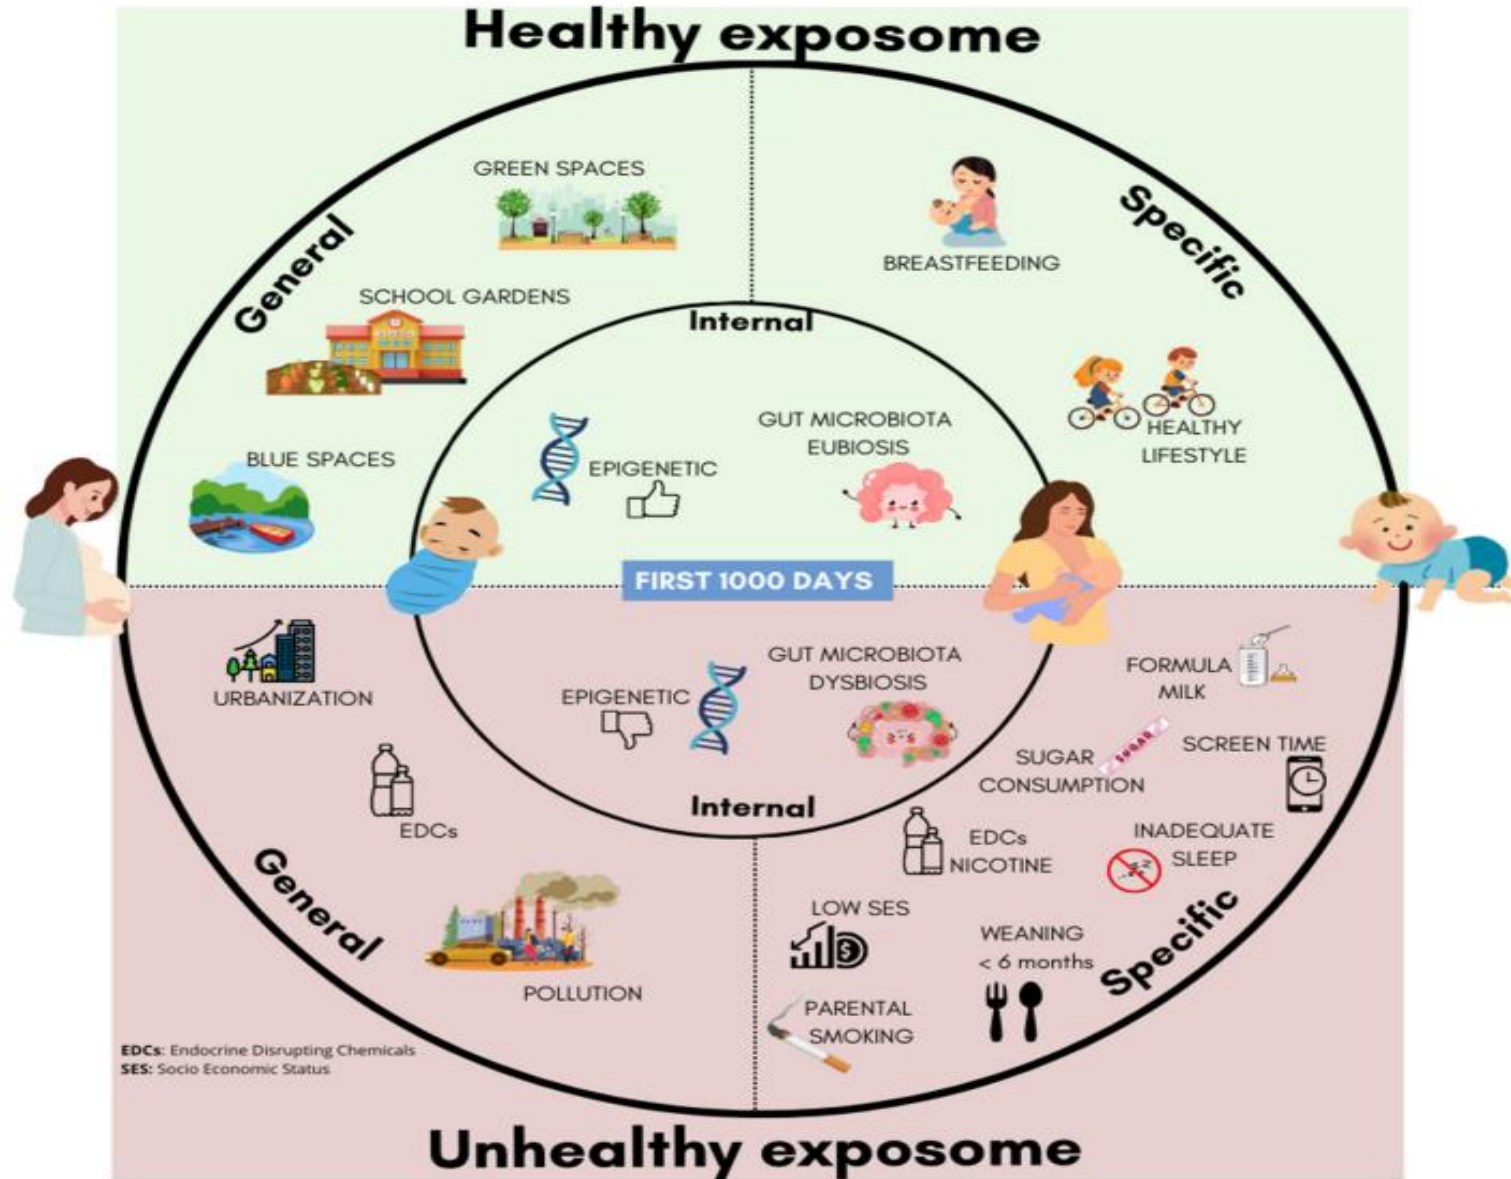 Healthy exposome
General
Specific
GREEN SPACES
BREASTFEEDING
SCHOOL GARDENS
Internal
GUT MICROBIOTA
EUBIOSIS
HEALTHY
LIFESTYLE
BLUE SPACES
EPIGENETIC
FIRST 1000 DAYS
URBANIZATION
EPIGENETIC
GUT MICROBIOTA
DYSBIOSIS
FORMULA
MILK
SUGAR
CONSUMPTION
SUGAR
SCREEN TIME
Internal
EDCs
EDCs
NICOTINE
INADEQUATE
SLEEP
General
Specific
LOW SES
WEANING
< 6 months
POLLUTION
PARENTAL
SMOKING
EDCs: Endocrine Disrupting Chemicals
SES: Socio Economic Status
Unhealthy exposome